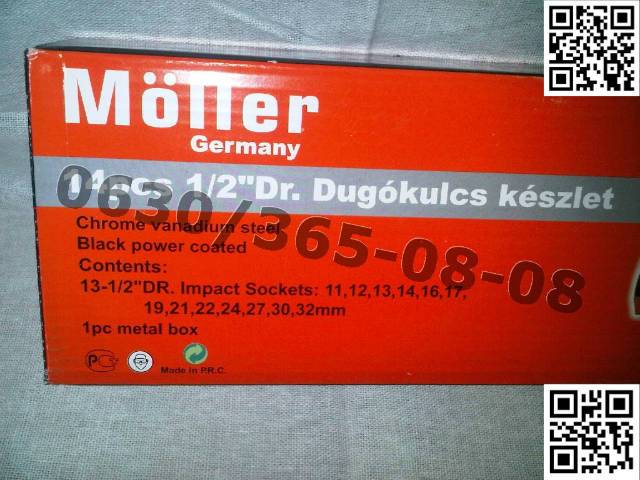 Möller
Germany
14pcs 1/2"Dr. Dugókulcs készlet
0630/365-08-08
Chrome vanadium steel
Black power coated
Contents:
13-1/2"DR. Impact Sockets: 11,12,13,14,16,17,
19,21,22,24,27,30,32mm
1pc metal box
Made in P.R.C.